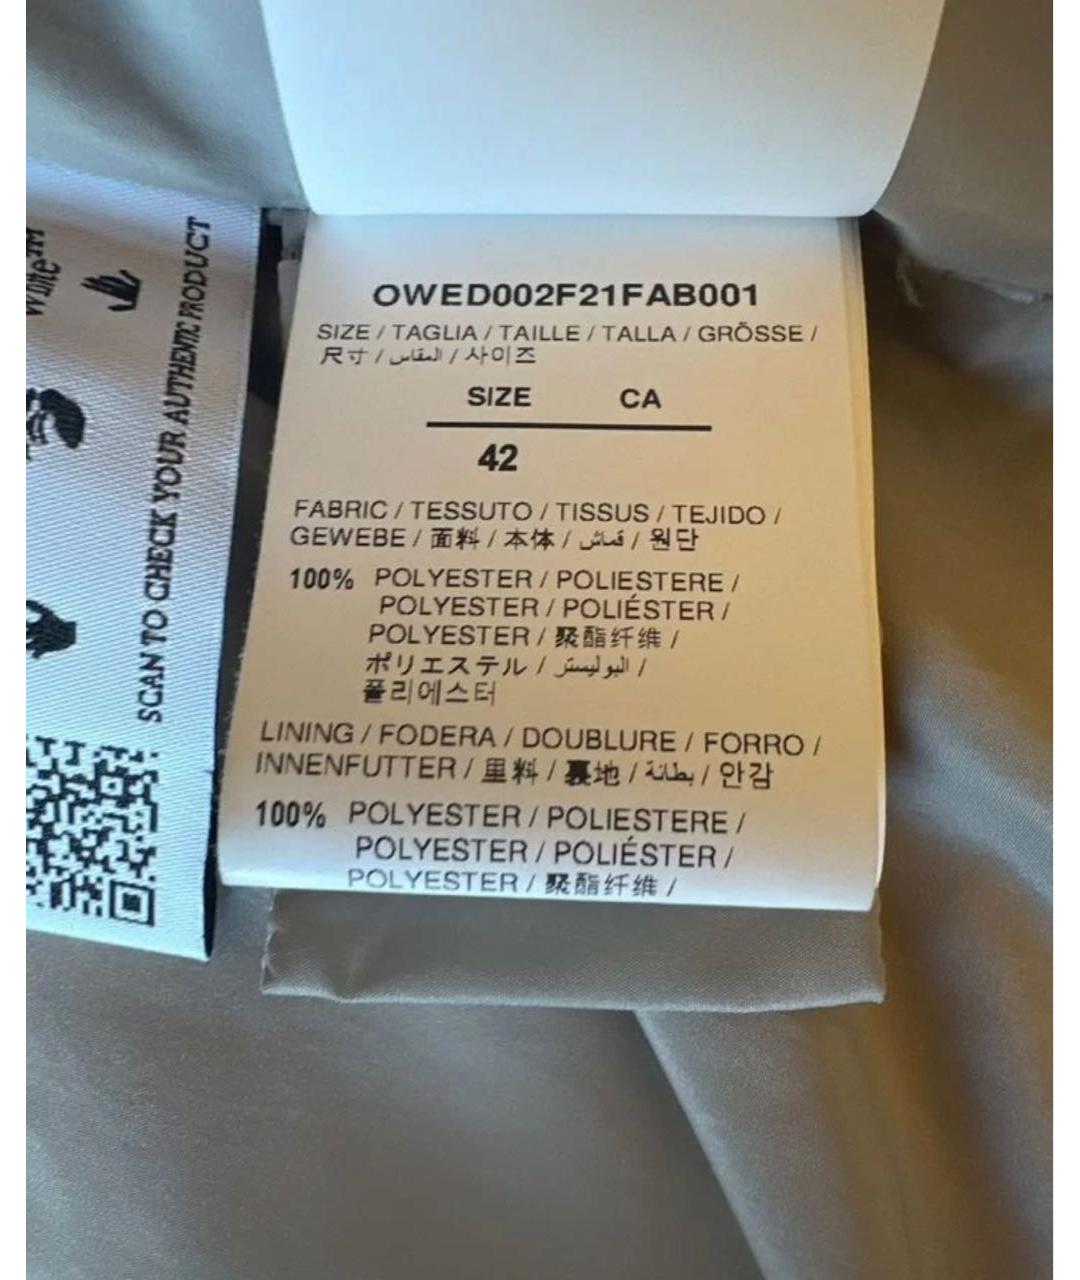 White™
SCAN TO CHECK YOUR AUTHENTIC PRODUCT
OWED002F21FAB001
SIZE / TAGLIA / TAILLE / TALLA / GRÖSSE /
尺寸 / المقاس / 사이즈
SIZE CA
42
FABRIC / TESSUTO / TISSUS / TEJIDO /
GEWEBE / 面料 / 本体 / قماش / 원단
100% POLYESTER / POLIESTERE /
POLYESTER / POLIÉSTER /
POLYESTER / 聚酯纤维 /
ポリエステル / البوليستر /
폴리에스터
LINING / FODERA / DOUBLURE / FORRO /
INNENFUTTER / 里料 / 裏地 / بطانة / 안감
100% POLYESTER / POLIESTERE /
POLYESTER / POLIÉSTER /
POLYESTER / 聚酯纤维 /